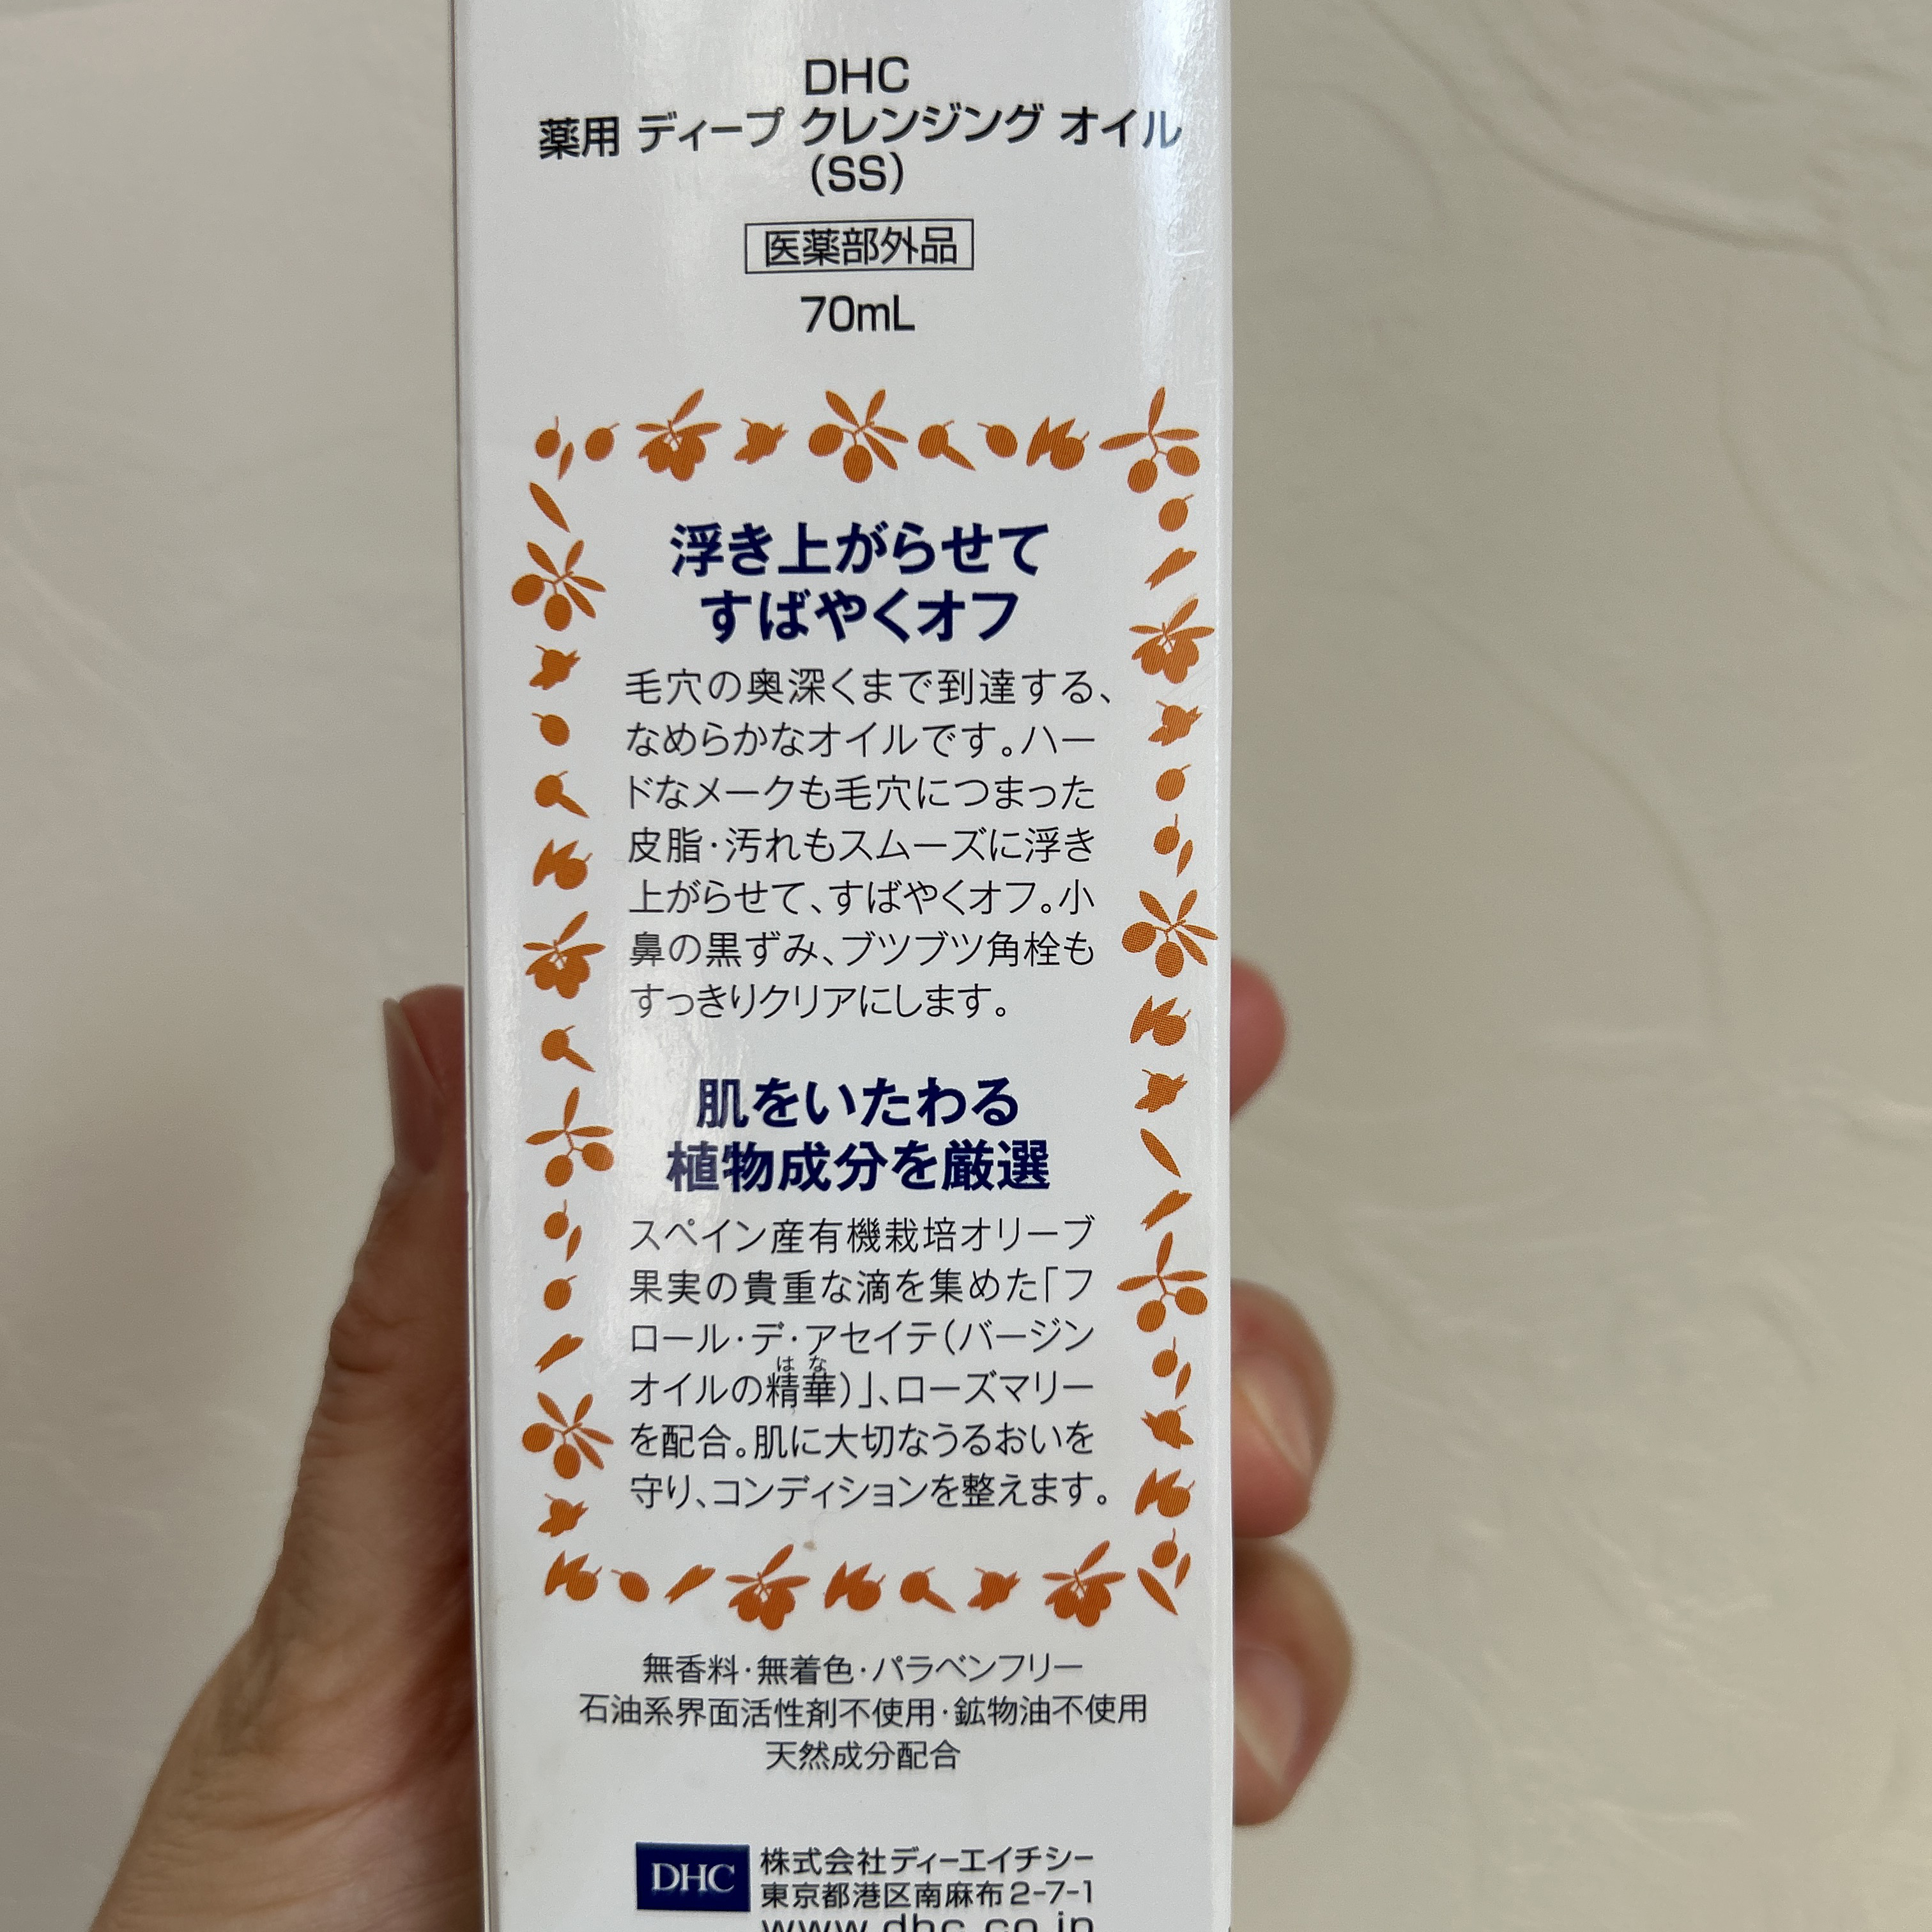 DHC
薬用 ディープ クレンジング オイル
(SS)
医薬部外品
70mL
浮き上がらせて
すばやくオフ
毛穴の奥深くまで到達する、
なめらかなオイルです。ハー
ドなメークも毛穴につまった
皮脂・汚れもスムーズに浮き
上がらせて、すばやくオフ。小
鼻の黒ずみ、ブツブツ角栓も
すっきりクリアにします。
肌をいたわる
植物成分を厳選
スペイン産有機栽培オリーブ
果実の貴重な滴を集めた「フ
ロール・デ・アセイテ(バージン
はな
オイルの精華)」、ローズマリー
を配合。肌に大切なうるおいを
守り、コンディションを整えます。
無香料・無着色・パラベンフリー
石油系界面活性剤不使用・鉱物油不使用
天然成分配合
DHC 株式会社ディーエイチシー
東京都港区南麻布2-7-1
www.dhc.co.jp